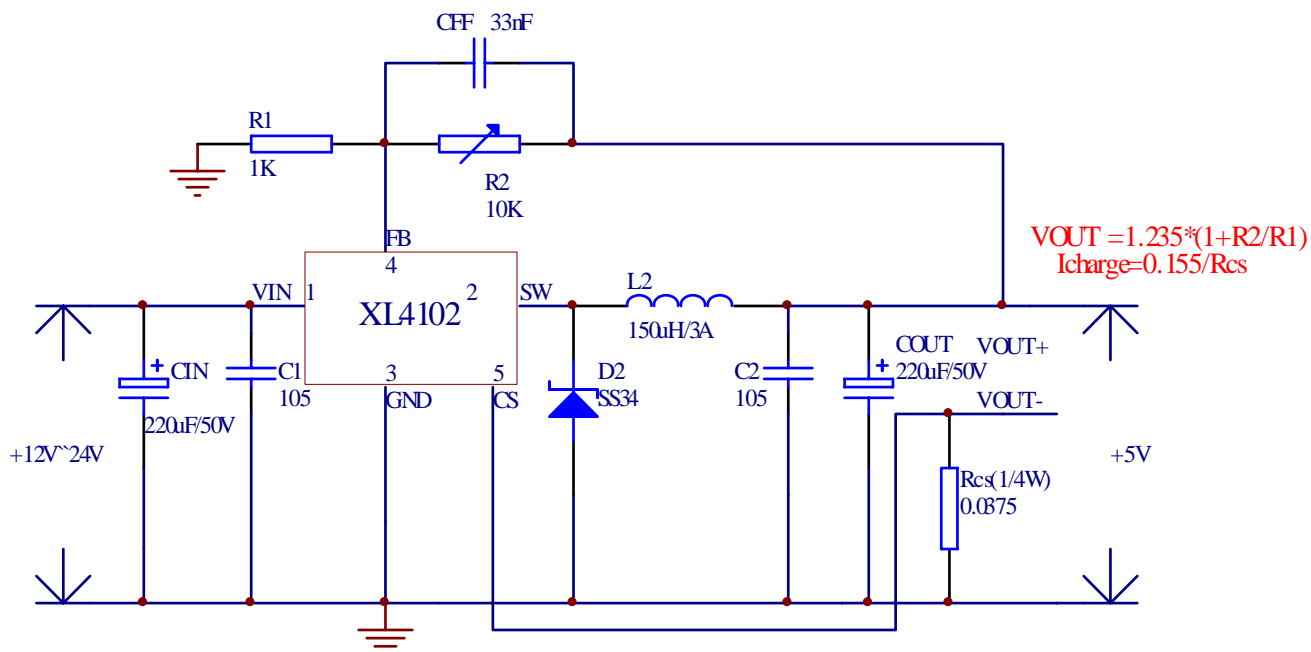 CFF 33nF
R1
1K
R2
10K
FB
4
VOUT =1.235*(1+R2/R1)
Icharge=0.155/Rcs
VIN 1
XL4102
2 SW
L2
150uH/3A
CIN
220uF/50V
C1
105
3
GND
5
CS
D2
SS34
C2
105
COUT
220uF/50V
VOUT+
VOUT-
+12V~24V
Rcs(1/4W)
0.0375
+5V
+
+